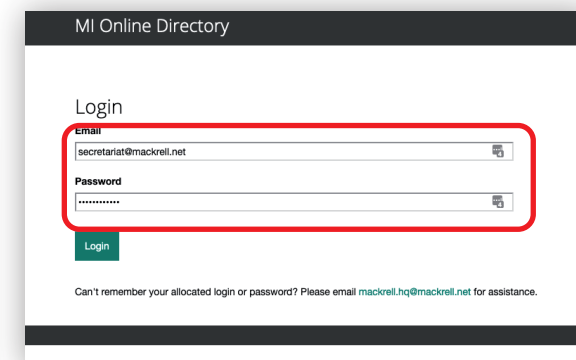 MI Online Directory
Login
Email
secretariat@mackrell.net
Password
••••••••••••
Login
Can't remember your allocated login or password? Please email mackrell.hq@mackrell.net for assistance.